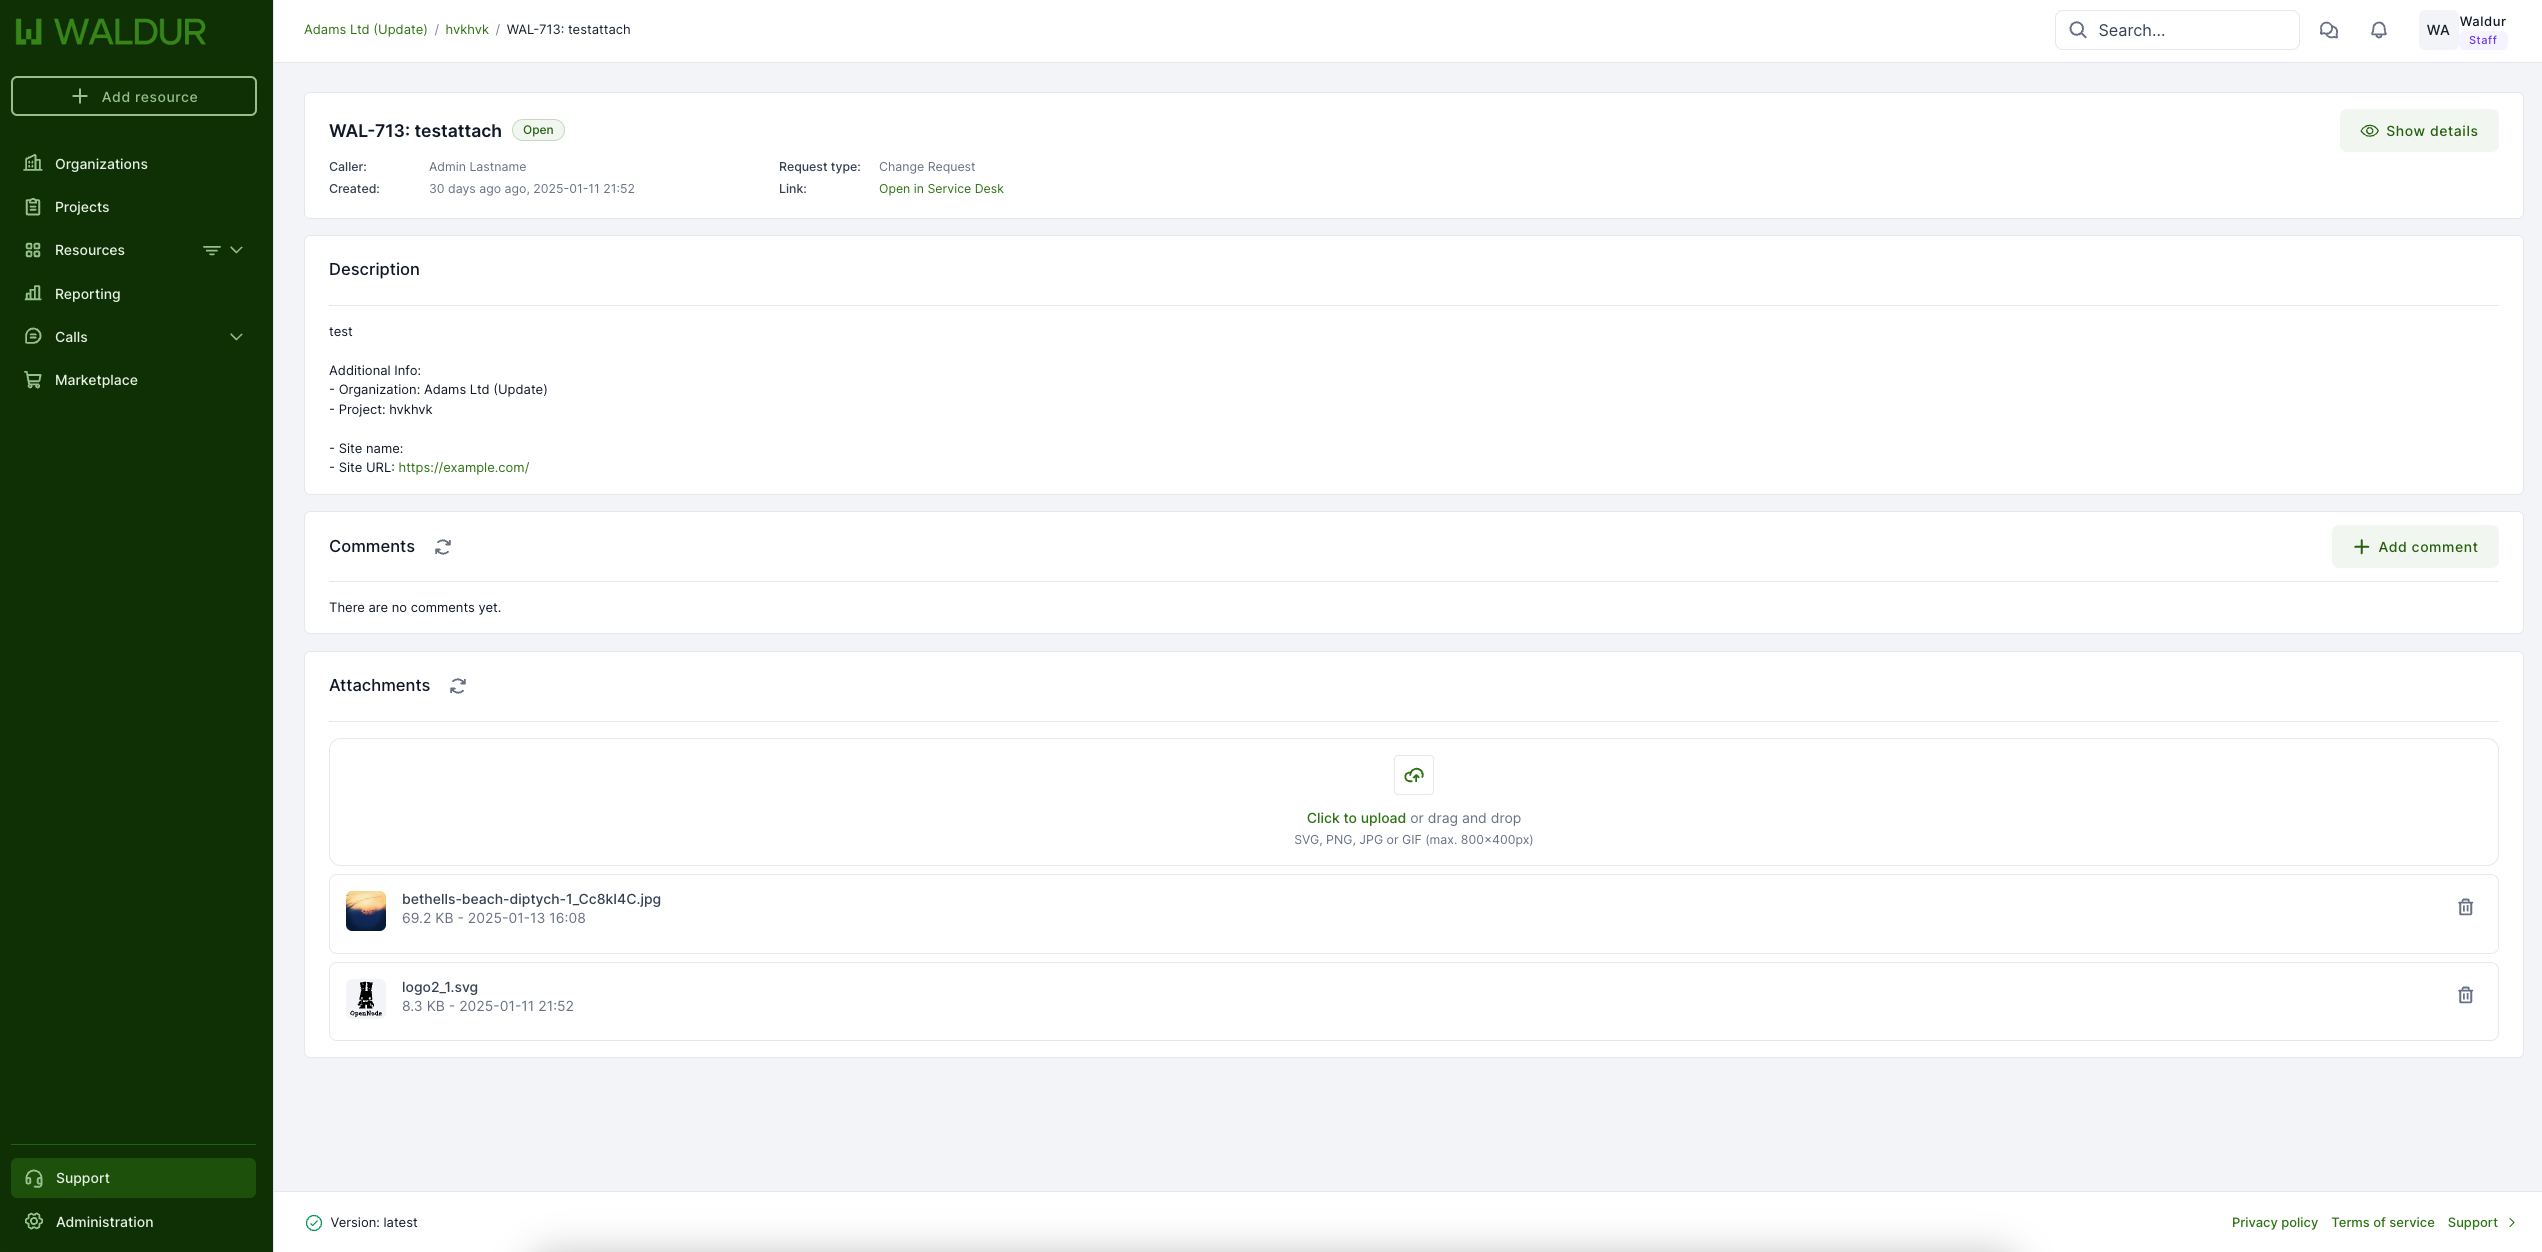 WALDUR
Add resource
Organizations
Projects
Resources
Reporting
Calls
Marketplace
Support
Administration
Adams Ltd (Update) / hvkhvk / WAL-713: testattach
Search...
WA
Waldur
Staff
WAL-713: testattach Open
Show details
Caller: Admin Lastname Request type: Change Request
Created: 30 days ago ago, 2025-01-11 21:52 Link: Open in Service Desk
Description
test
Additional Info:
- Organization: Adams Ltd (Update)
- Project: hvkhvk
- Site name:
- Site URL: https://example.com/
Comments
Add comment
There are no comments yet.
Attachments
Click to upload or drag and drop
SVG, PNG, JPG or GIF (max. 800×400px)
bethells-beach-diptych-1_Cc8kI4C.jpg
69.2 KB - 2025-01-13 16:08
OpenNode
logo2_1.svg
8.3 KB - 2025-01-11 21:52
Version: latest
Privacy policy Terms of service Support